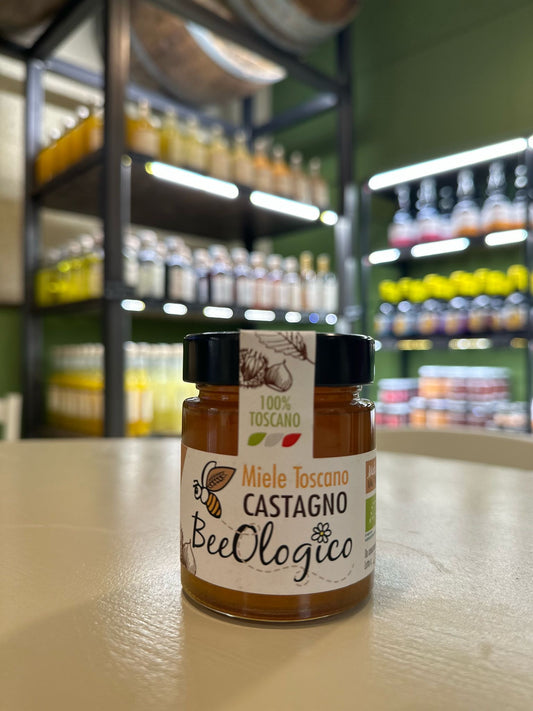 100%
TOSCANO
Miele Toscano
CASTAGNO
BeeOlogico